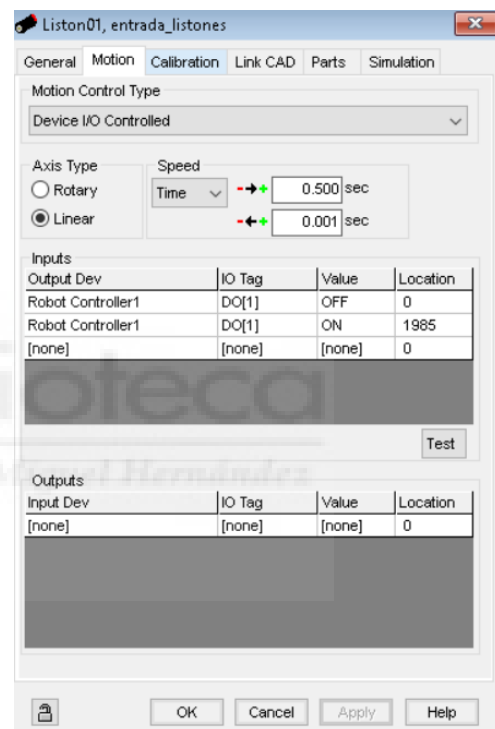 Liston01, entrada_listones
General Motion Calibration Link CAD Parts Simulation
Motion Control Type
Device I/O Controlled
Axis Type
Rotary
Linear
Speed
Time
0.500 sec
0.001 sec
Inputs
Output Dev IO Tag Value Location
Robot Controller1 DO[1] OFF 0
Robot Controller1 DO[1] ON 1985
[none] [none] [none] 0
Test
Outputs
Input Dev IO Tag Value Location
[none] [none] [none] 0
OK Cancel Apply Help